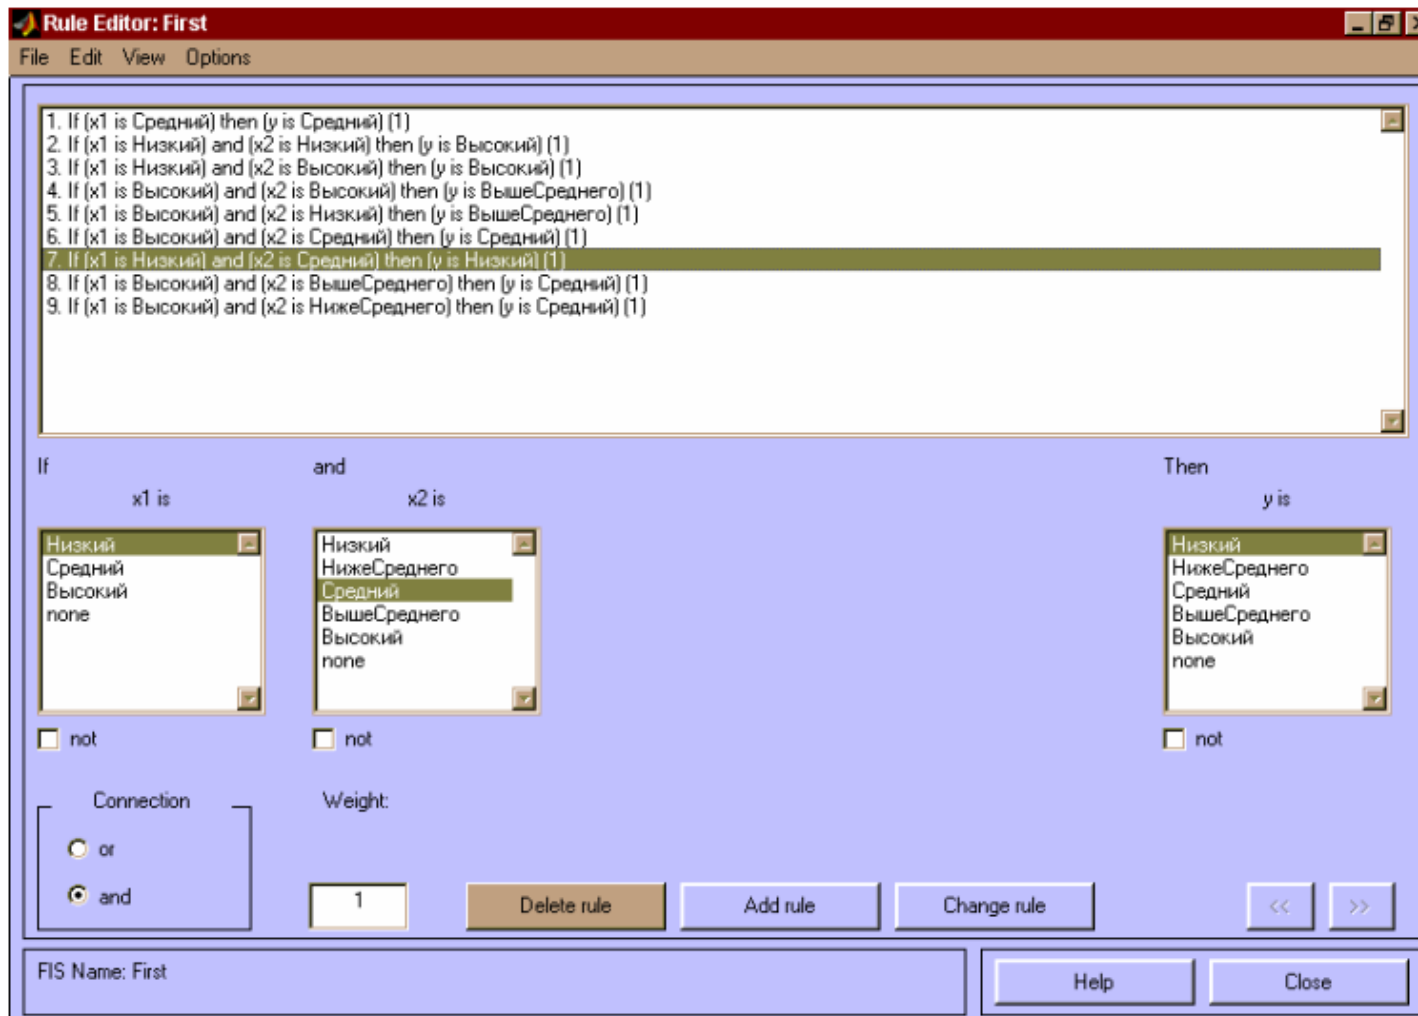 Rule Editor: First
File Edit View Options
1. If (x1 is Средний) then (y is Средний) (1)
2. If (x1 is Низкий) and (x2 is Низкий) then (y is Высокий) (1)
3. If (x1 is Низкий) and (x2 is Высокий) then (y is Высокий) (1)
4. If (x1 is Высокий) and (x2 is Высокий) then (y is ВышеСреднего) (1)
5. If (x1 is Высокий) and (x2 is Низкий) then (y is ВышеСреднего) (1)
6. If (x1 is Высокий) and (x2 is Средний) then (y is Средний) (1)
7. If (x1 is Низкий) and (x2 is Средний) then (y is Низкий) (1)
8. If (x1 is Высокий) and (x2 is ВышеСреднего) then (y is Средний) (1)
9. If (x1 is Высокий) and (x2 is НижеСреднего) then (y is Средний) (1)
If and Then
x1 is x2 is y is
Низкий Низкий Низкий
Средний НижеСреднего НижеСреднего
Высокий Средний Средний
none ВышеСреднего ВышеСреднего
Высокий Высокий
none none
not not not
Connection Weight:
or
and 1 Delete rule Add rule Change rule << >>
FIS Name: First Help Close